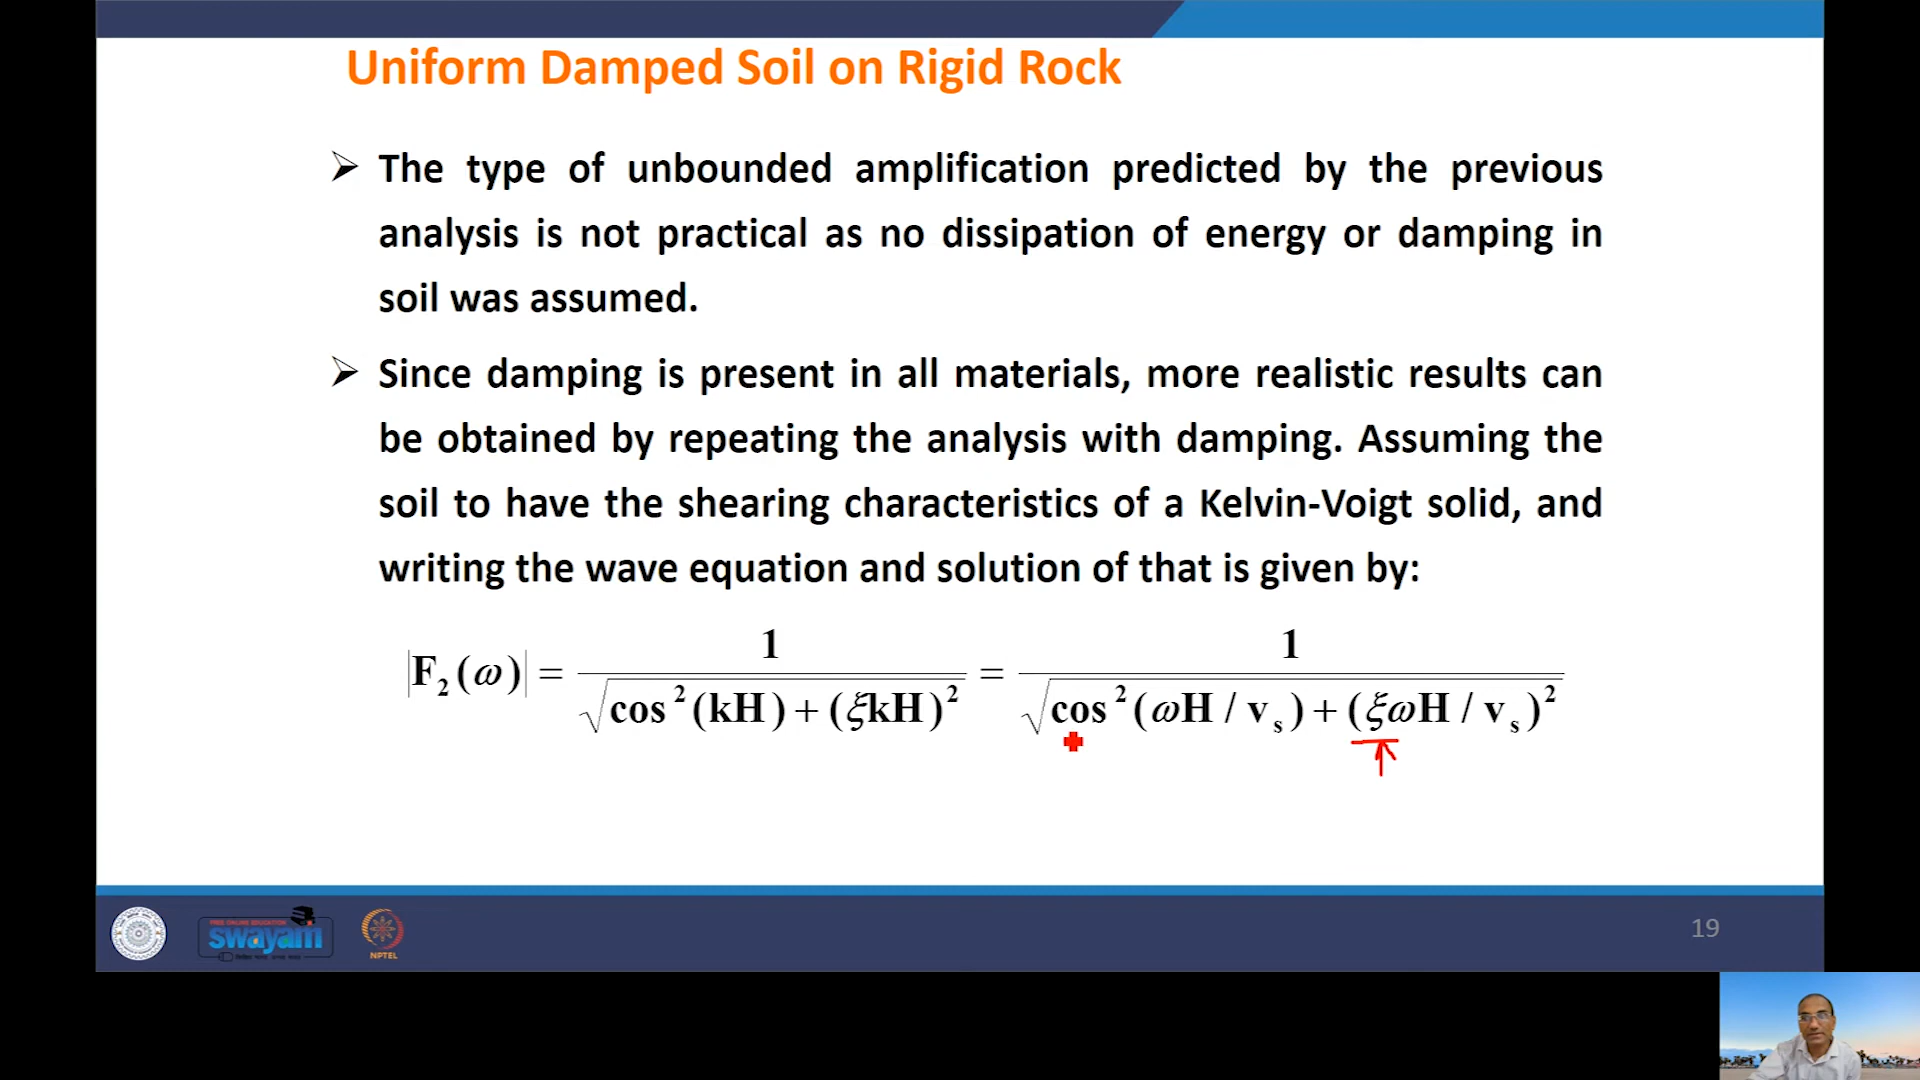 Uniform Damped Soil on Rigid Rock
➢ The type of unbounded amplification predicted by the previous
analysis is not practical as no dissipation of energy or damping in
soil was assumed.
➢ Since damping is present in all materials, more realistic results can
be obtained by repeating the analysis with damping. Assuming the
soil to have the shearing characteristics of a Kelvin-Voigt solid, and
writing the wave equation and solution of that is given by:
|F₂(ω)| = 1 / √(cos²(kH) + (ξkH)²) = 1 / √(cos²(ωH / vₛ) + (ξωH / vₛ)²)
FREE ONLINE EDUCATION
swayam
NPTEL
19